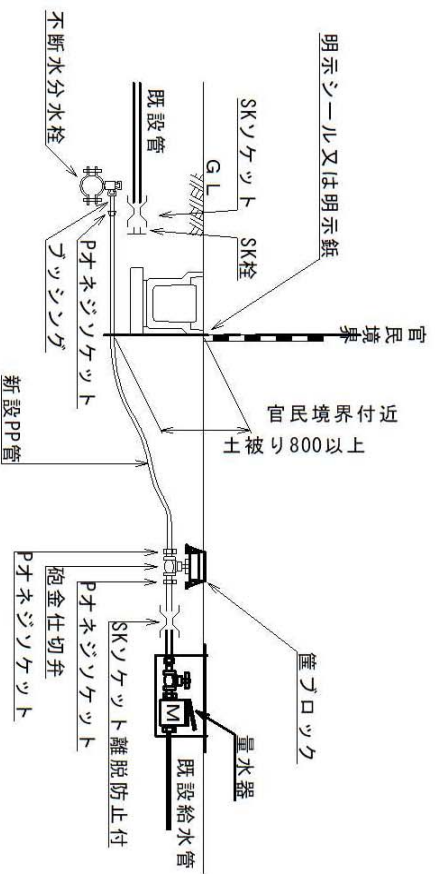 不断水分水栓
既設管
SKソケット
GL
明示シール又は明示鋲
SK栓
Pオネジソケット
ブッシング
官民境界
官民境界付近
土被り800以上
新設PP管
Pオネジソケット
砲金仕切弁
Pオネジソケット
SKソケット離脱防止付
筐ブロック
量水器
M
既設給水管